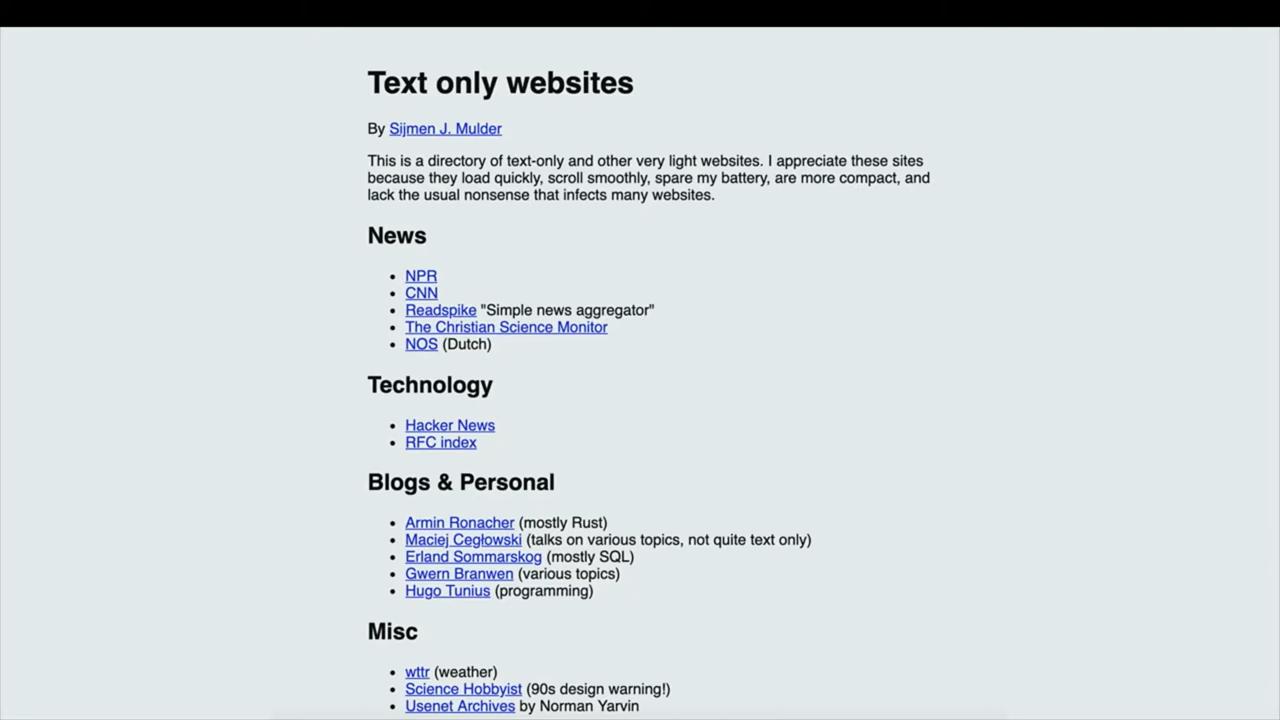 Text only websites
By Sijmen J. Mulder
This is a directory of text-only and other very light websites. I appreciate these sites
because they load quickly, scroll smoothly, spare my battery, are more compact, and
lack the usual nonsense that infects many websites.
News
• NPR
• CNN
• Readspike "Simple news aggregator"
• The Christian Science Monitor
• NOS (Dutch)
Technology
• Hacker News
• RFC index
Blogs & Personal
• Armin Ronacher (mostly Rust)
• Maciej Cegłowski (talks on various topics, not quite text only)
• Erland Sommarskog (mostly SQL)
• Gwern Branwen (various topics)
• Hugo Tunius (programming)
Misc
• wttr (weather)
• Science Hobbyist (90s design warning!)
• Usenet Archives by Norman Yarvin